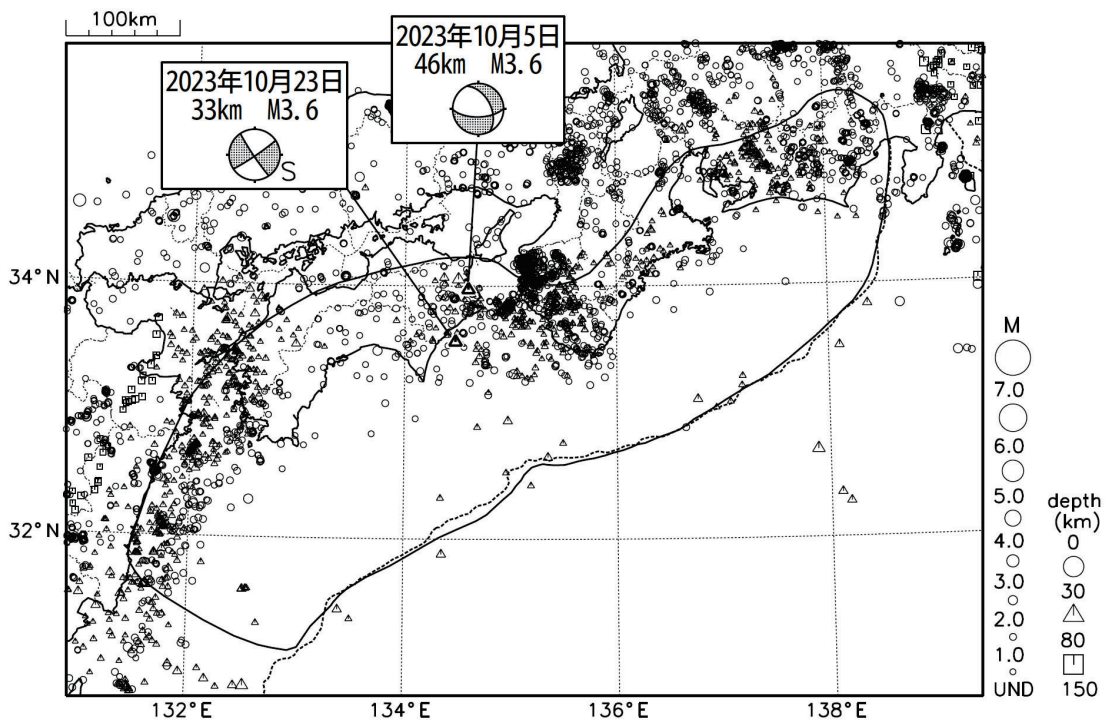 100km
2023年10月5日
46km M3.6
2023年10月23日
33km M3.6
S
34°N
32°N
132°E
134°E
136°E
138°E
M
7.0
6.0
5.0
4.0
3.0
2.0
1.0
UND
depth
(km)
0
30
80
150